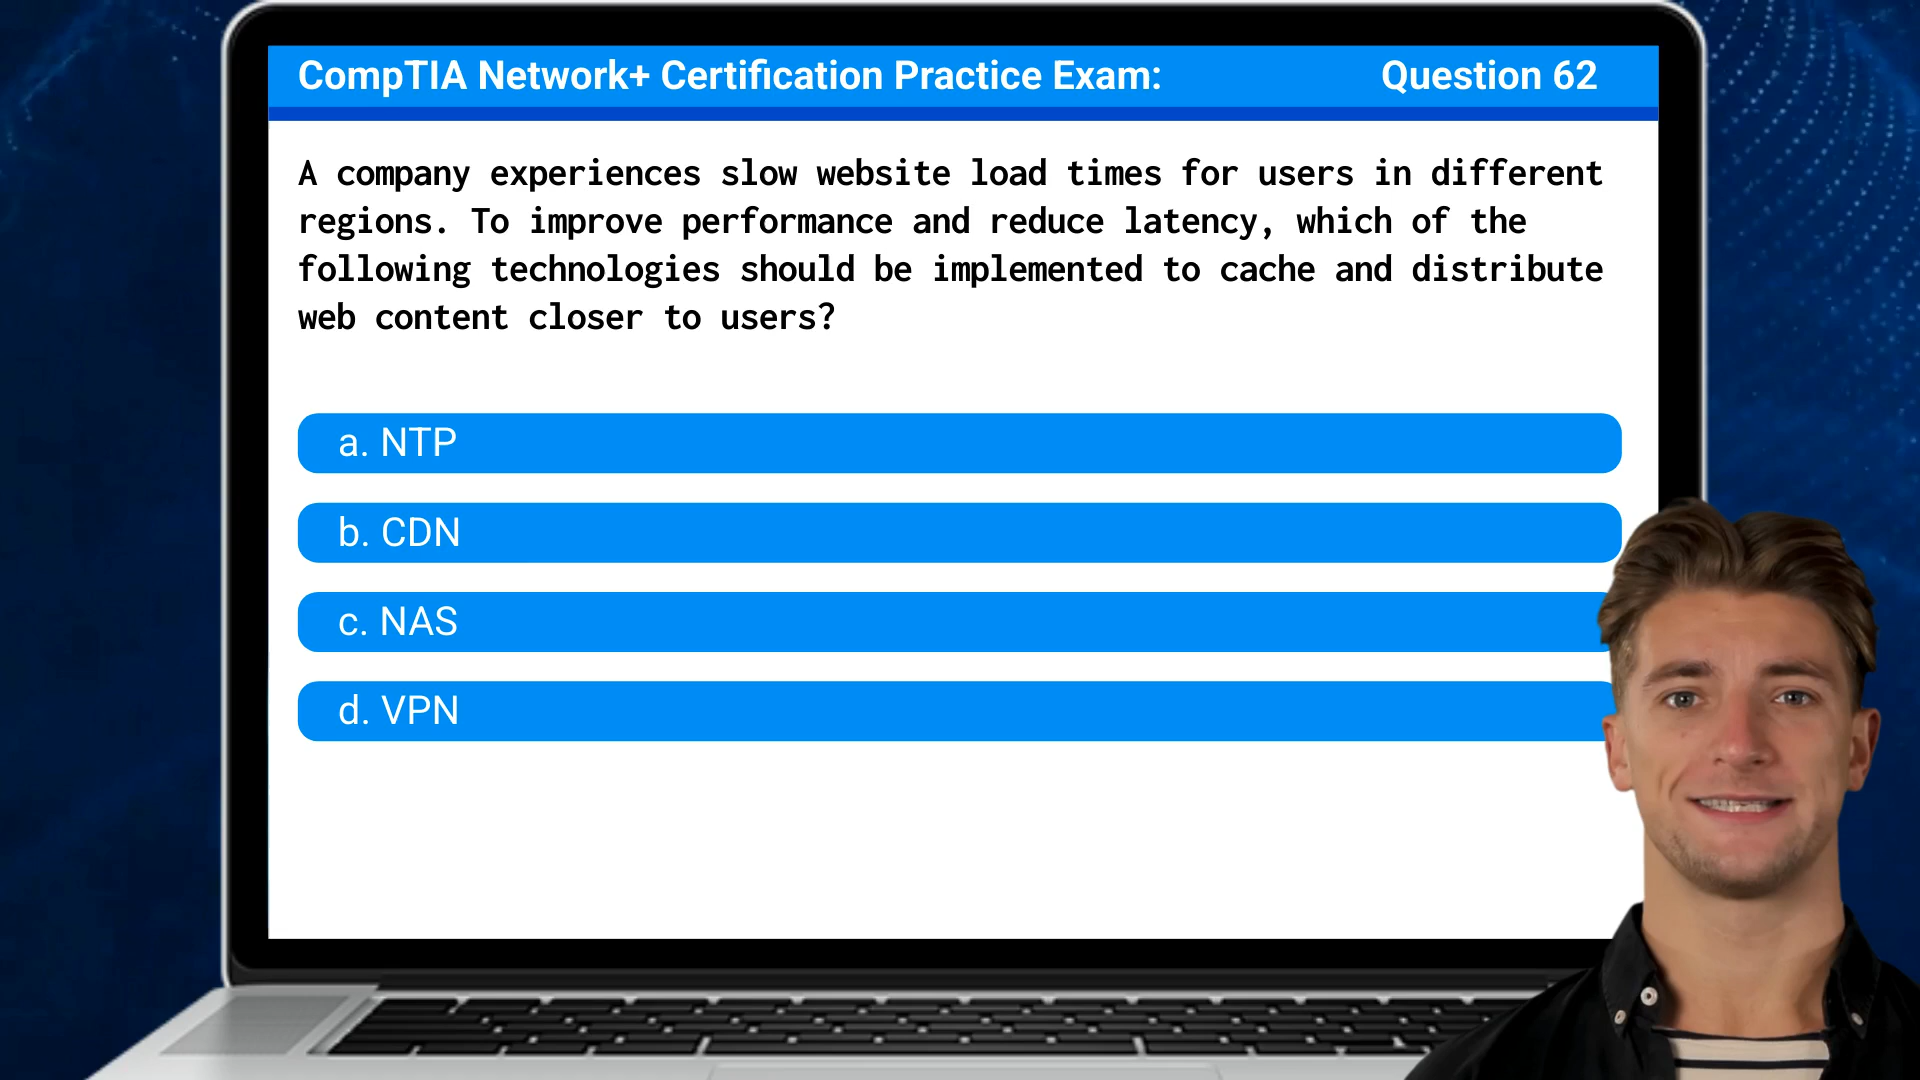 CompTIA Network+ Certification Practice Exam: Question 62
A company experiences slow website load times for users in different
regions. To improve performance and reduce latency, which of the
following technologies should be implemented to cache and distribute
web content closer to users?
a. NTP
b. CDN
c. NAS
d. VPN